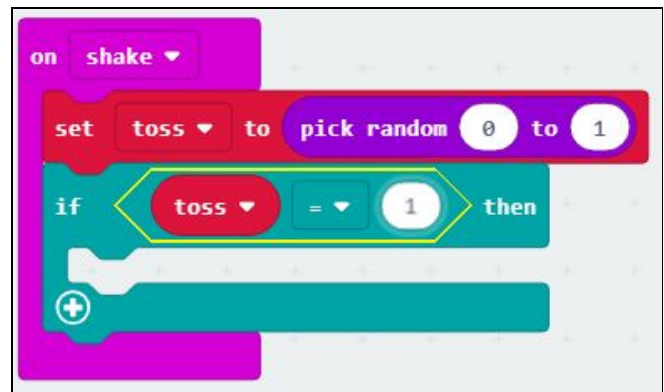 on shake
set toss to pick random 0 to 1
if toss = 1 then